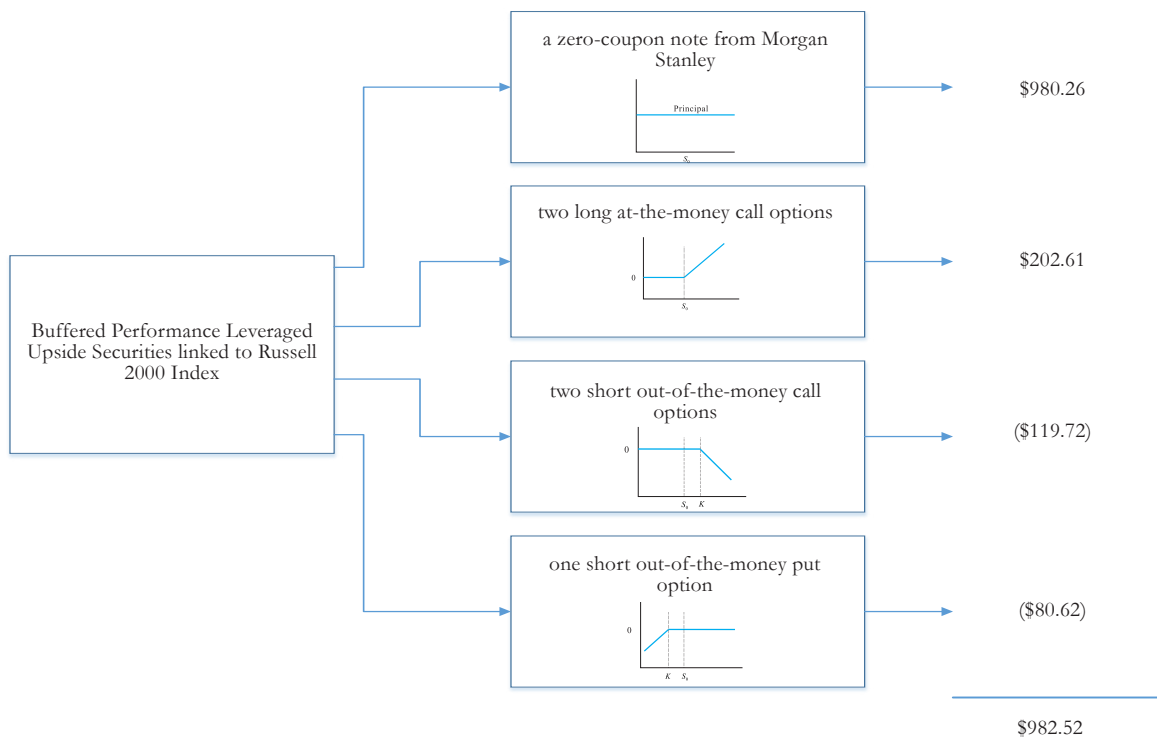 a zero-coupon note from Morgan
Stanley
Principal
S₀
$980.26
two long at-the-money call options
0
S₀
$202.61
Buffered Performance Leveraged
Upside Securities linked to Russell
2000 Index
two short out-of-the-money call
options
0
S₀ K
($119.72)
one short out-of-the-money put
option
0
K S₀
($80.62)
$982.52